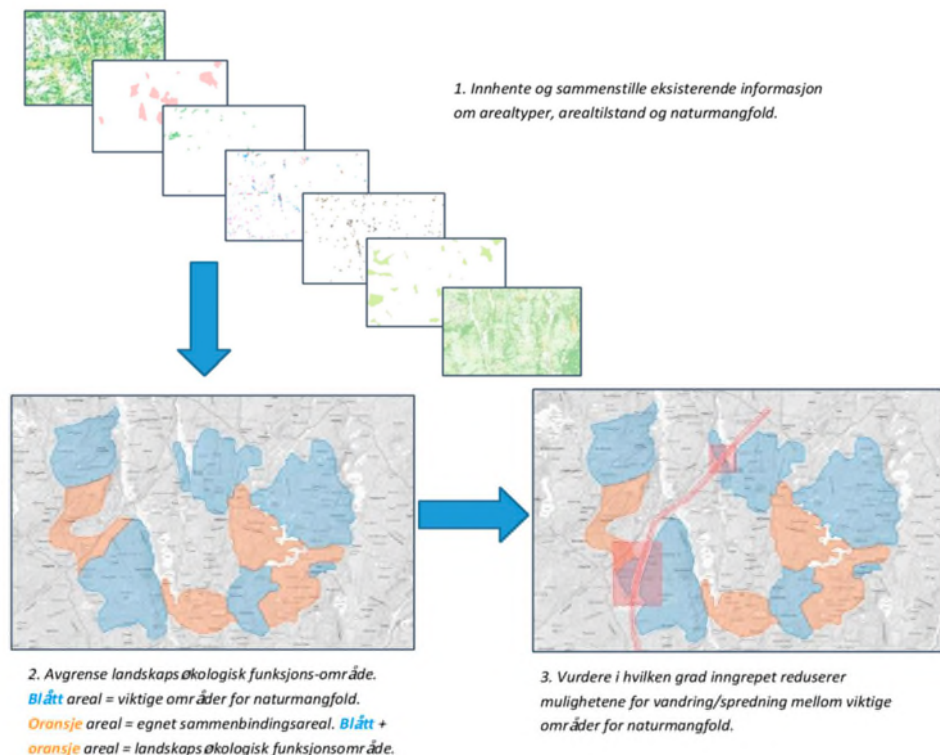 1. Innhente og sammenstille eksisterende informasjon
om arealtyper, arealtilstand og naturmangfold.
2. Avgrense landskapsøkologisk funksjons-område.
Blått areal = viktige områder for naturmangfold.
Oransje areal = egnet sammenbindingsareal. Blått +
oransje areal = landskapsøkologisk funksjonsområde.
3. Vurdere i hvilken grad inngrepet reduserer
mulighetene for vandring/spredning mellom viktige
områder for naturmangfold.